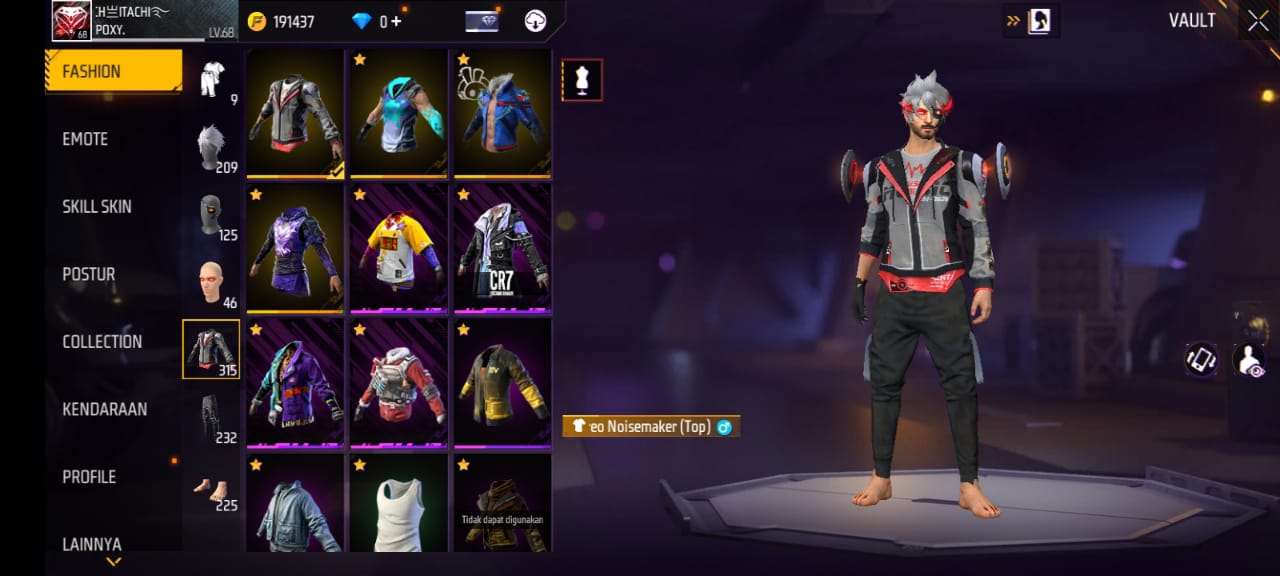 ITACHI
68
POXY.
LV.68
191437
0 +
VAULT
FASHION
EMOTE
SKILL SKIN
POSTUR
COLLECTION
KENDARAAN
PROFILE
LAINNYA
9
209
125
46
315
232
225
CR7
Tidak dapat digunakan
eo Noisemaker (Top)